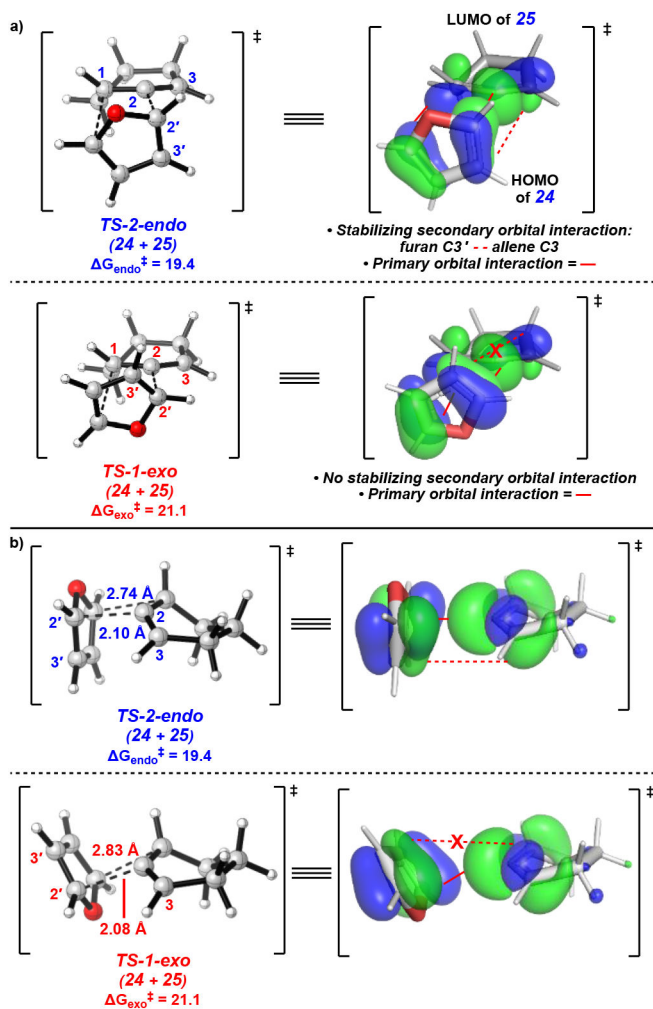 a)
‡
1
2
3
2'
3'
TS-2-endo
(24 + 25)
ΔGendo‡ = 19.4
LUMO of 25
‡
HOMO
of 24
• Stabilizing secondary orbital interaction:
furan C3' - - allene C3
• Primary orbital interaction = —
‡
1
2
3
3'
2'
TS-1-exo
(24 + 25)
ΔGexo‡ = 21.1
‡
X
• No stabilizing secondary orbital interaction
• Primary orbital interaction = —
b)
‡
2.74 Å
2'
2
2.10 Å
3'
3
TS-2-endo
(24 + 25)
ΔGendo‡ = 19.4
‡
‡
2.83 Å
3'
2'
3
2.08 Å
TS-1-exo
(24 + 25)
ΔGexo‡ = 21.1
‡
X